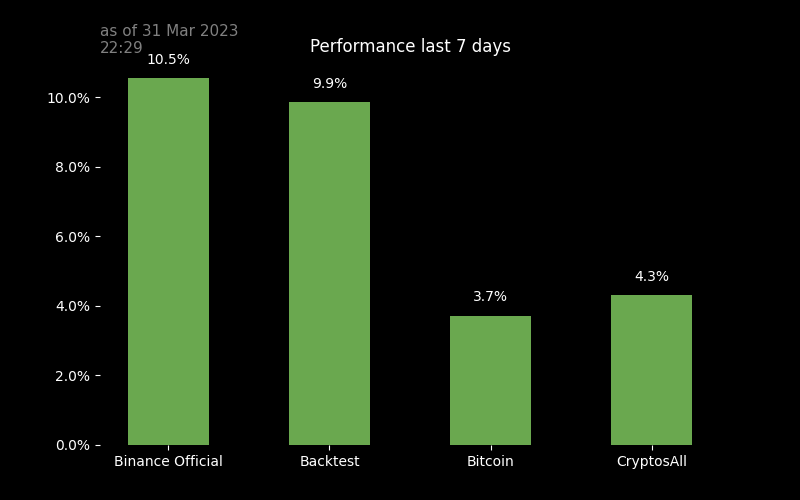 as of 31 Mar 2023
22:29
Performance last 7 days
10.5%
9.9%
3.7%
4.3%
10.0%
8.0%
6.0%
4.0%
2.0%
0.0%
Binance Official
Backtest
Bitcoin
CryptosAll